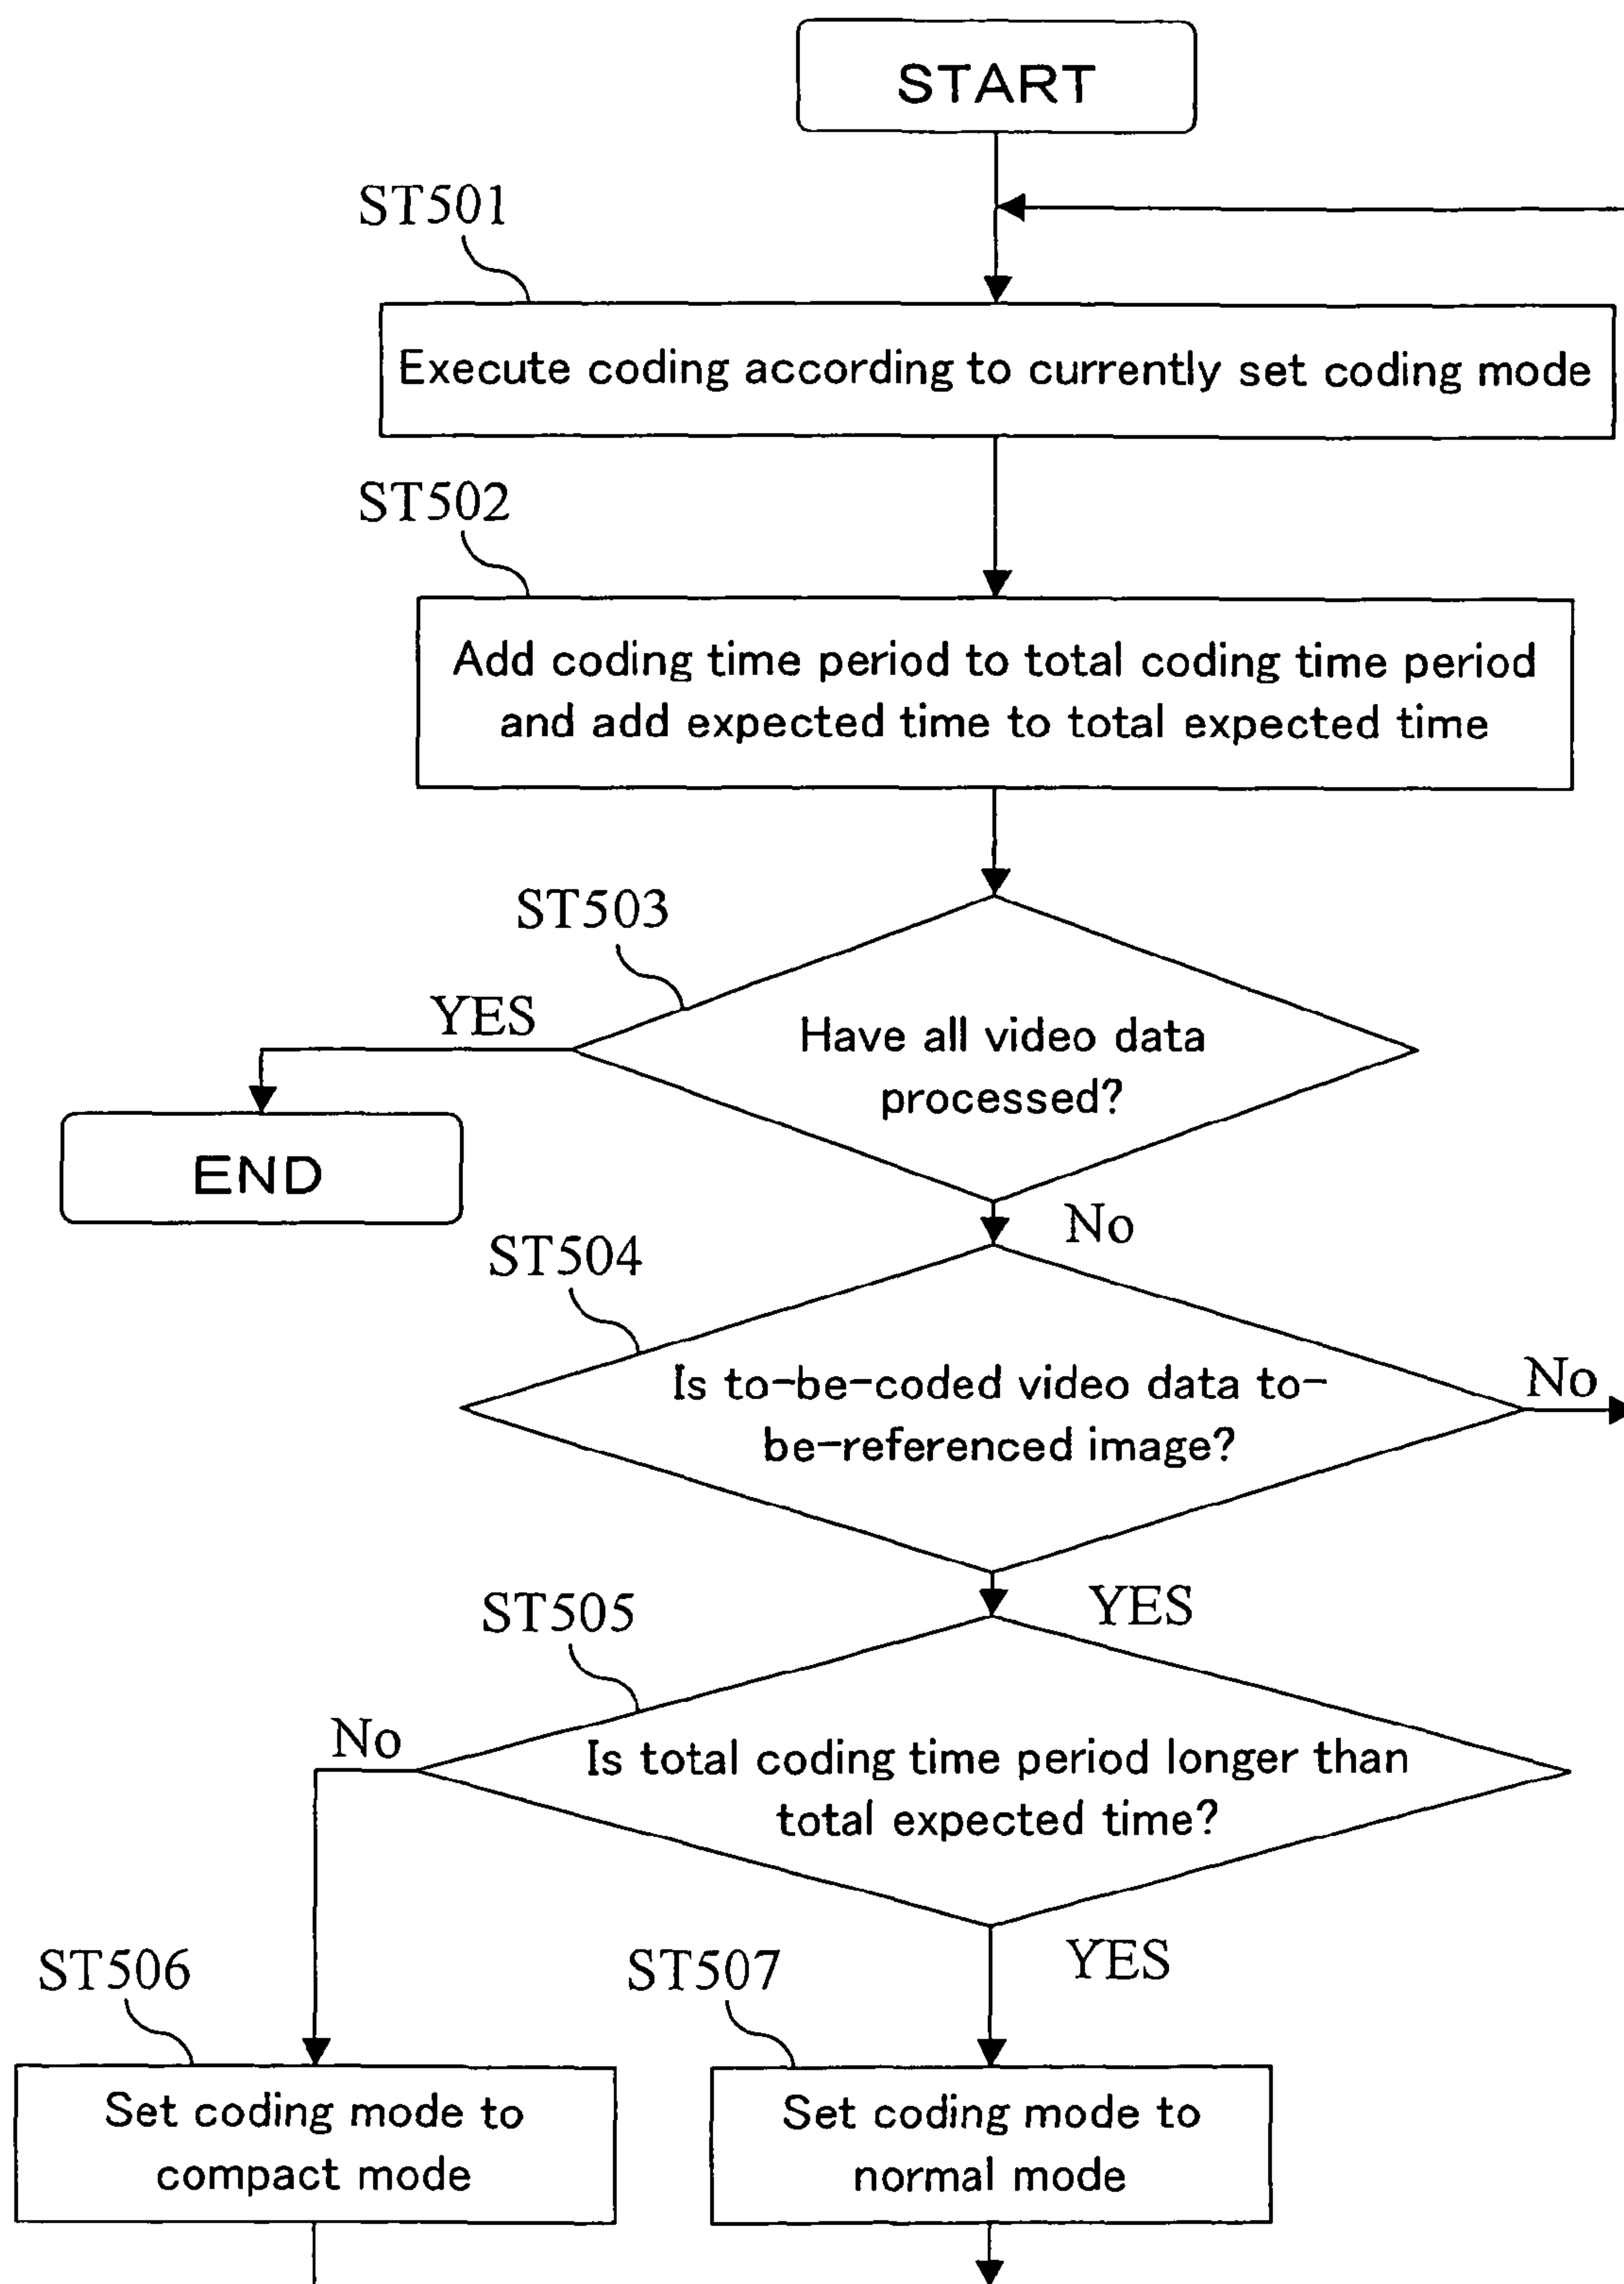 START
ST501
Execute coding according to currently set coding mode
ST502
Add coding time period to total coding time period
and add expected time to total expected time
ST503
YES
Have all video data
processed?
END
No
ST504
Is to-be-coded video data to-
be-referenced image?
No
YES
ST505
No
Is total coding time period longer than
total expected time?
YES
ST506
ST507
Set coding mode to
compact mode
Set coding mode to
normal mode